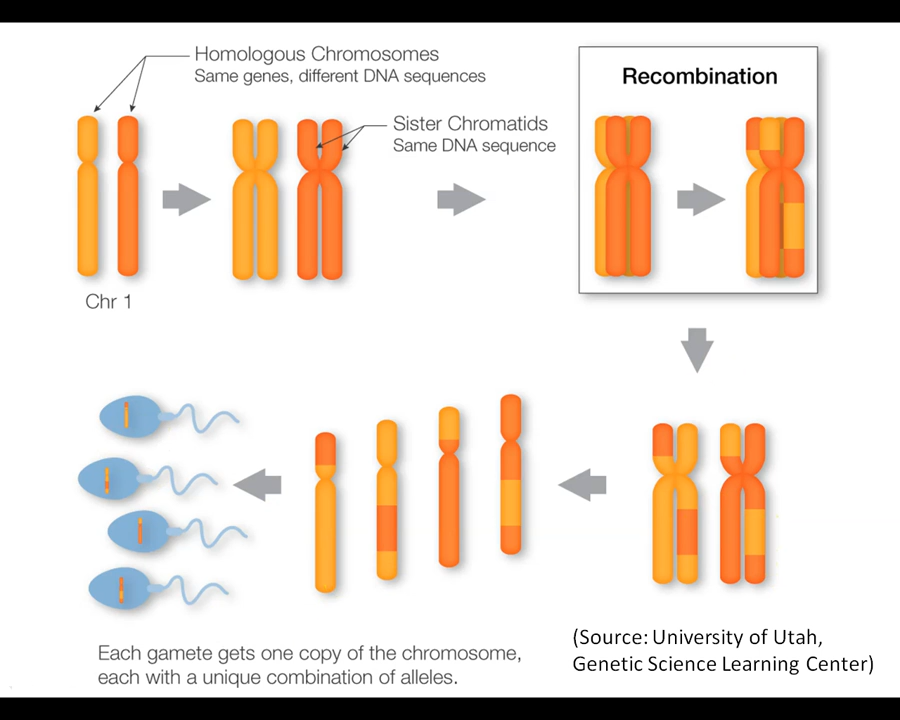 Homologous Chromosomes
Same genes, different DNA sequences
Recombination
Sister Chromatids
Same DNA sequence
Chr 1
Each gamete gets one copy of the chromosome,
each with a unique combination of alleles.
(Source: University of Utah,
Genetic Science Learning Center)